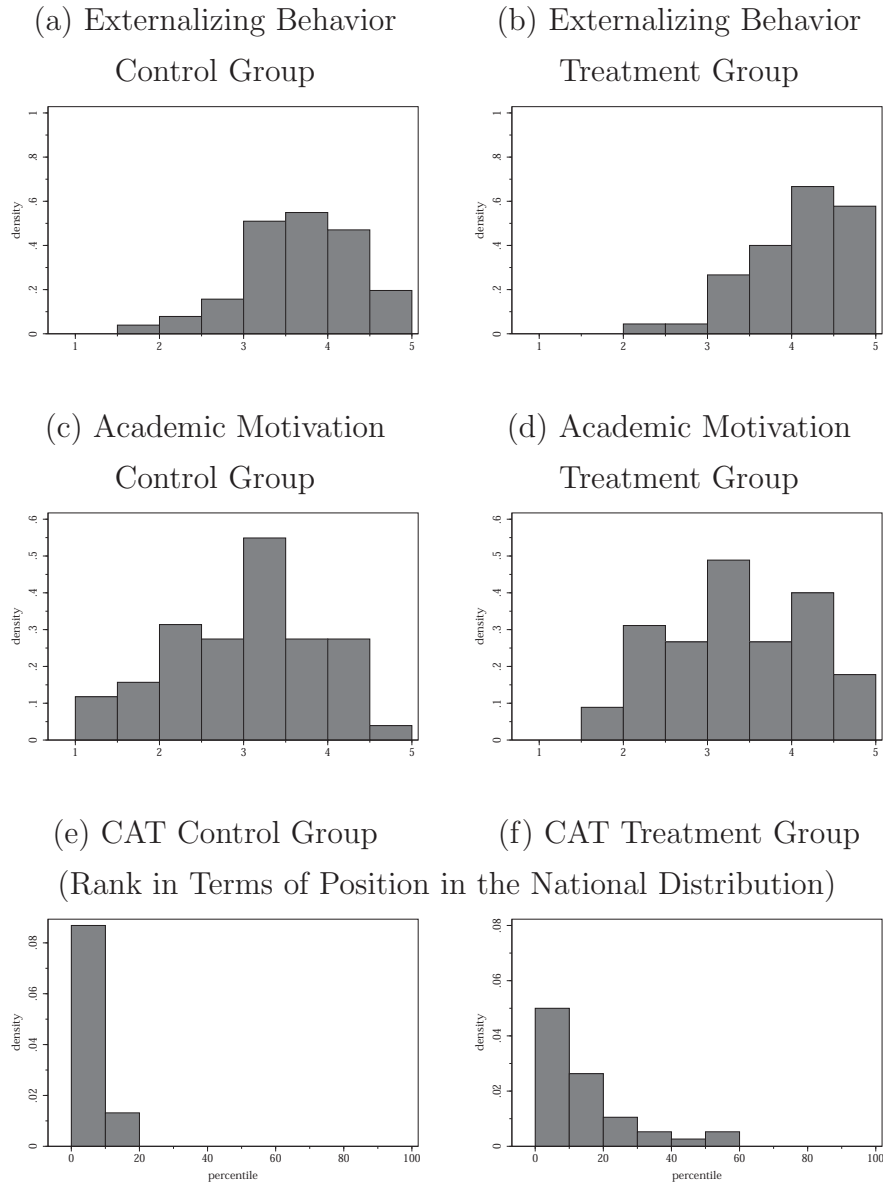 (a) Externalizing Behavior
Control Group
(b) Externalizing Behavior
Treatment Group
density
0 .2 .4 .6 .8 1
1 2 3 4 5
density
0 .2 .4 .6 .8 1
1 2 3 4 5
(c) Academic Motivation
Control Group
(d) Academic Motivation
Treatment Group
density
0 .1 .2 .3 .4 .5 .6
1 2 3 4 5
density
0 .1 .2 .3 .4 .5 .6
1 2 3 4 5
(e) CAT Control Group
(f) CAT Treatment Group
(Rank in Terms of Position in the National Distribution)
density
0 .02 .04 .06 .08
0 20 40 60 80 100
percentile
density
0 .02 .04 .06 .08
0 20 40 60 80 100
percentile